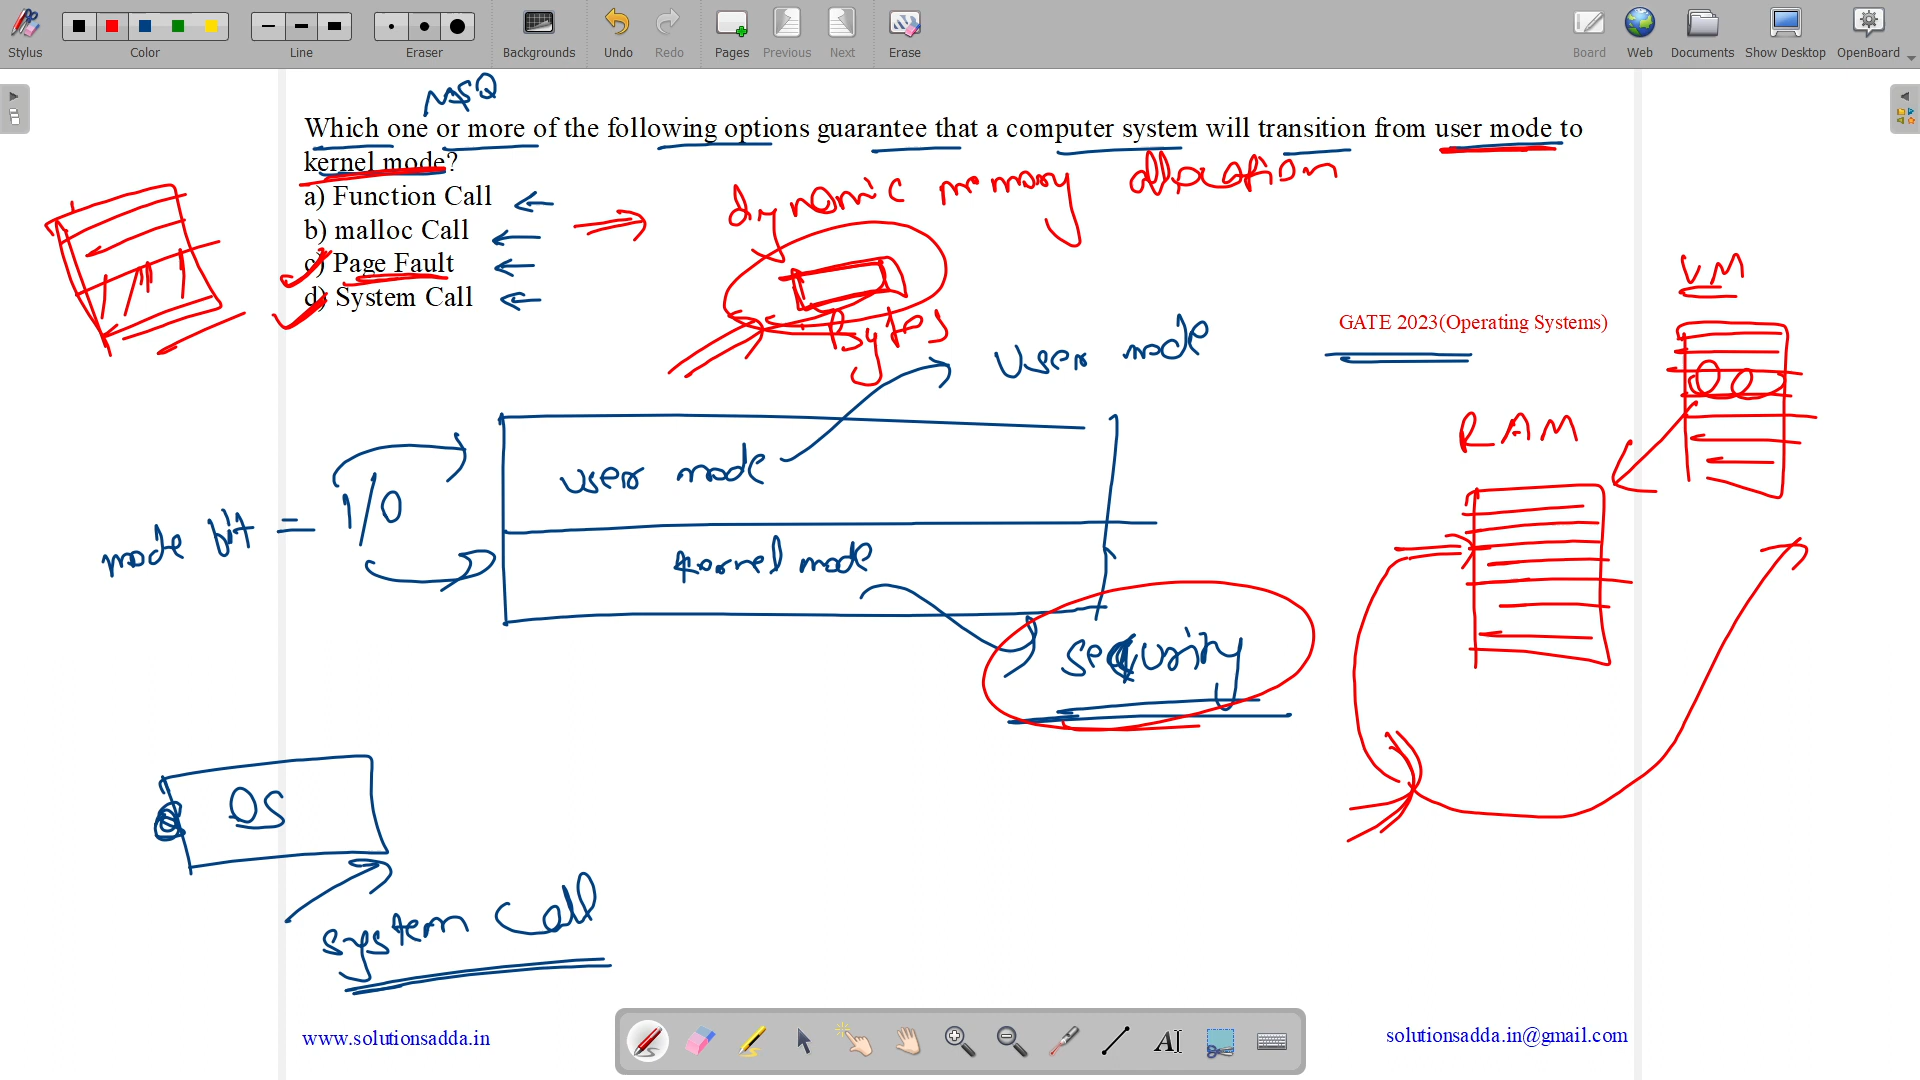 Stylus
Color
Line
Eraser
Backgrounds
Undo
Redo
Pages
Previous
Next
Erase
Board
Web
Documents
Show Desktop
OpenBoard
MSQ
Which one or more of the following options guarantee that a computer system will transition from user mode to
kernel mode?
a) Function Call
b) malloc Call
c) Page Fault
d) System Call
dynamic memory allocation
Bytes
VM
GATE 2023(Operating Systems)
User mode
RAM
user mode
mode bit = 1/0
kernel mode
security
OS
system call
www.solutionsadda.in
solutionsadda.in@gmail.com
AI